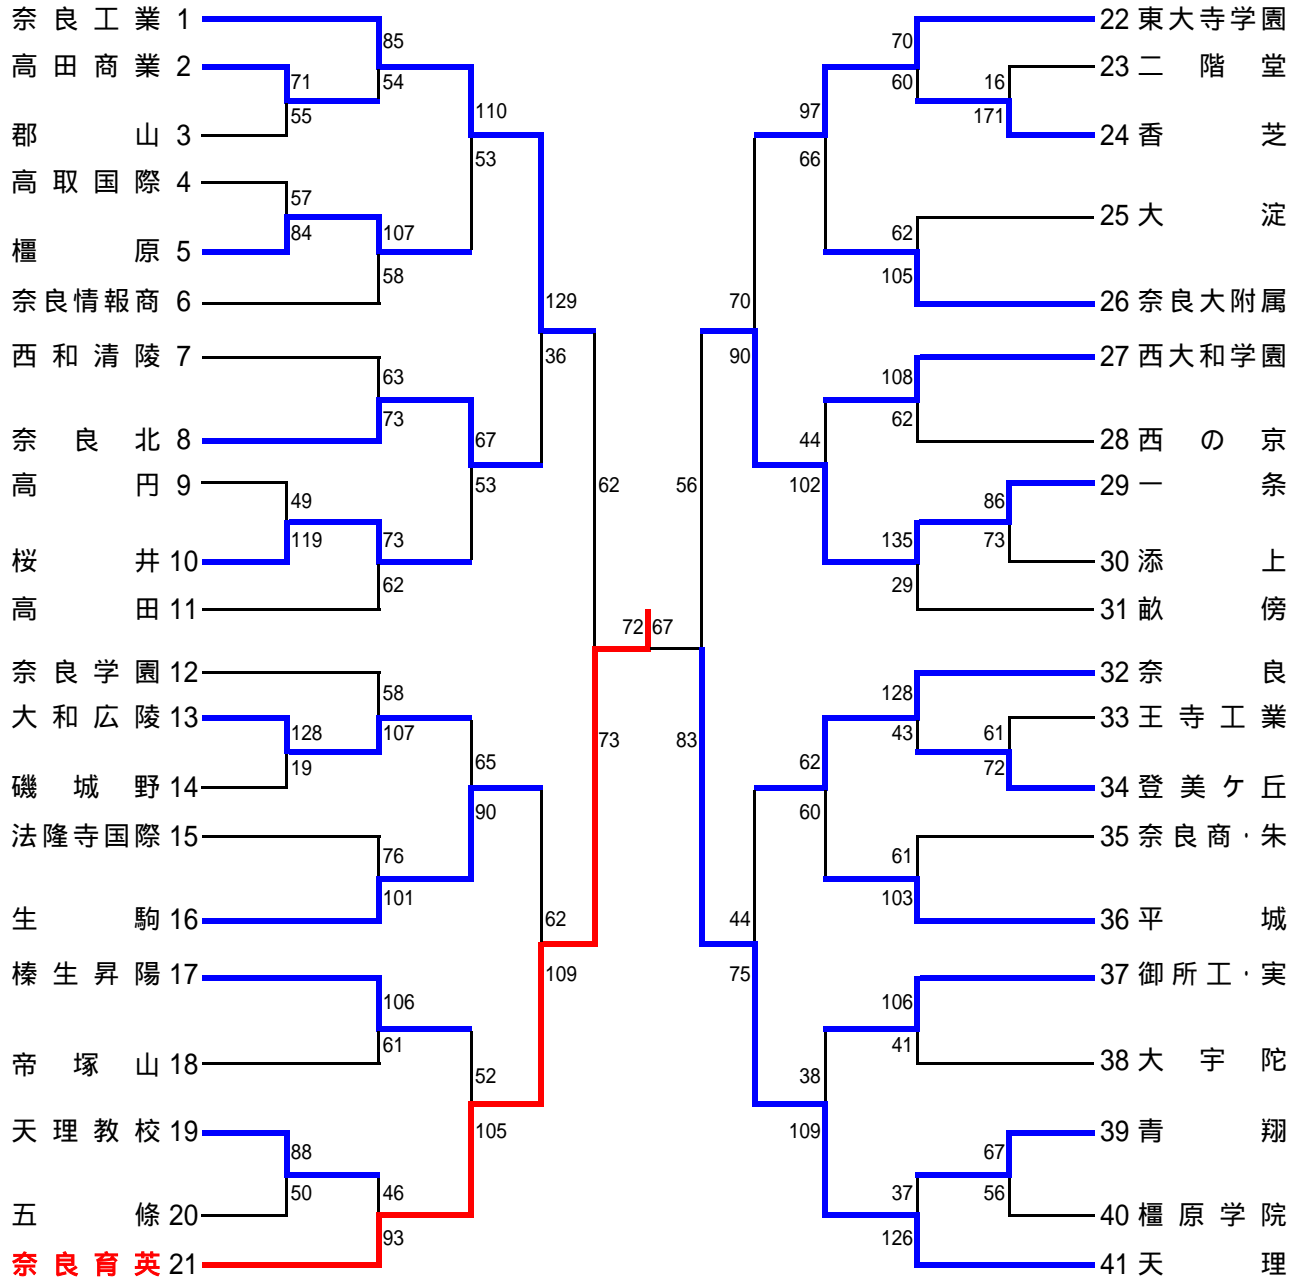 奈良工業 1
高田商業 2
郡山 3
高取国際 4
橿原 5
奈良情報商 6
西和清陵 7
奈良北 8
高円 9
桜井 10
高田 11
奈良学園 12
大和広陵 13
磯城野 14
法隆寺国際 15
生駒 16
榛生昇陽 17
帝塚山 18
天理教校 19
五條 20
奈良育英 21
85
54
71
55
110
53
57
84
107
58
129
36
63
73
67
53
49
119
73
62
62
58
107
128
19
65
90
76
101
62
109
106
61
52
105
88
50
46
93
73
72 67
56
83
70
90
97
66
70
60
16
171
62
105
108
62
44
102
86
73
135
29
128
43
61
72
62
60
61
103
44
75
106
41
38
109
67
56
37
126
22 東大寺学園
23 二階堂
24 香芝
25 大淀
26 奈良大附属
27 西大和学園
28 西の京
29 一条
30 添上
31 畝傍
32 奈良
33 王寺工業
34 登美ケ丘
35 奈良商・朱
36 平城
37 御所工・実
38 大宇陀
39 青翔
40 橿原学院
41 天理